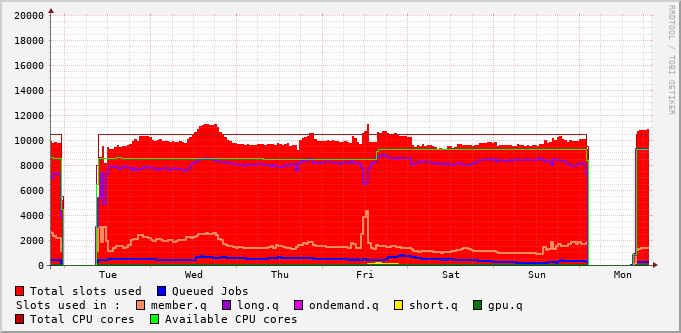 20000
18000
16000
14000
12000
10000
8000
6000
4000
2000
0
Tue Wed Thu Fri Sat Sun Mon
RRDTOOL / TOBI OETIKER
Total slots used Queued Jobs
Slots used in : member.q long.q ondemand.q short.q gpu.q
Total CPU cores Available CPU cores